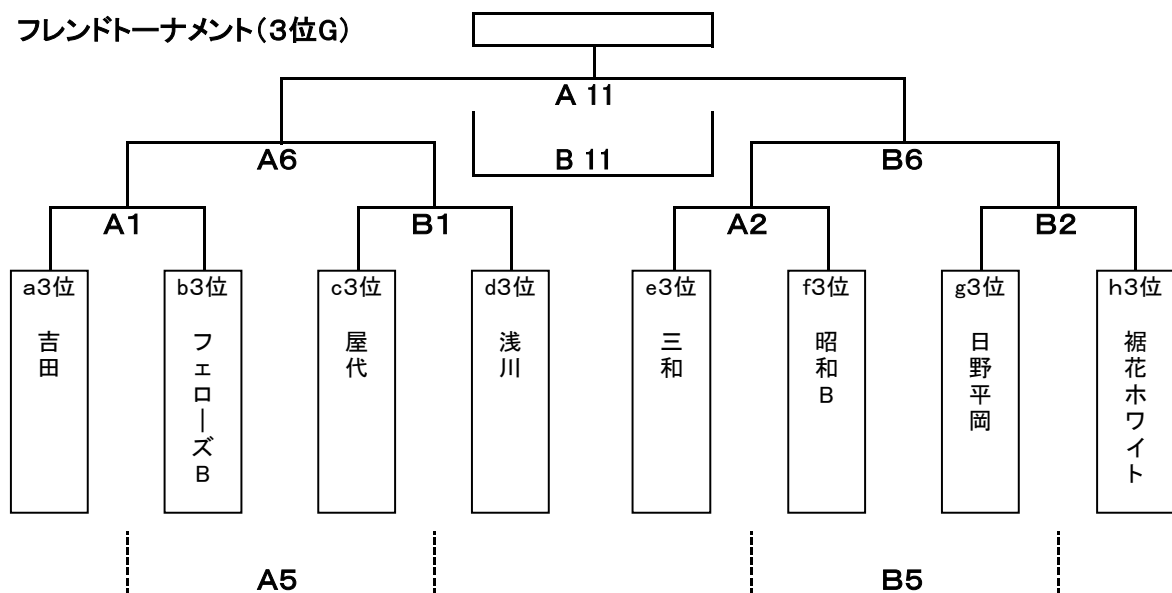 フレンドトーナメント(3位G)
A 11
B 11
A6
B6
A1
B1
A2
B2
a3位
吉田
b3位
フェローズB
c3位
屋代
d3位
浅川
e3位
三和
f3位
昭和B
g3位
日野平岡
h3位
裾花ホワイト
A5
B5